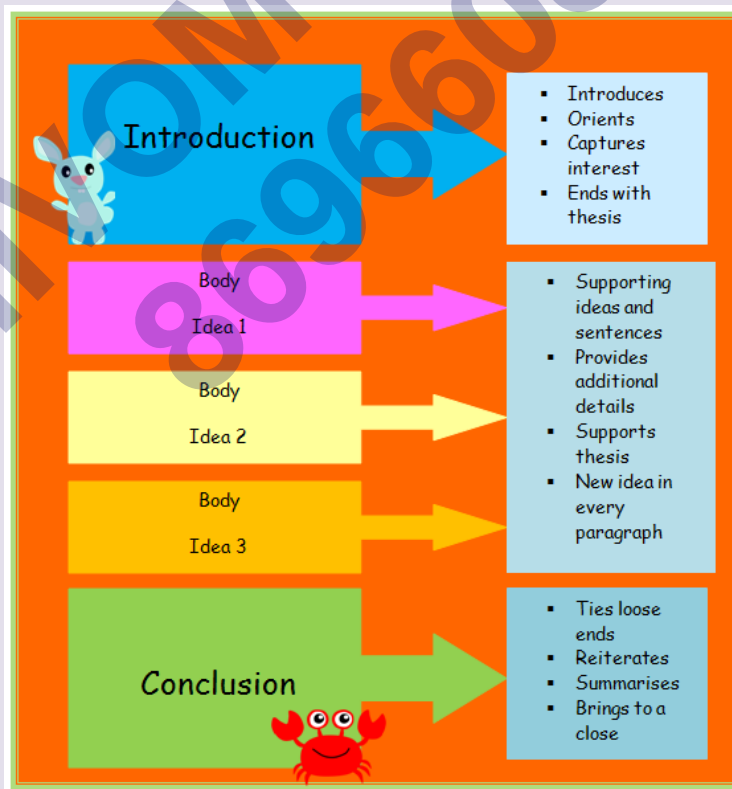 Introduction
▪ Introduces
▪ Orients
▪ Captures
interest
▪ Ends with
thesis
Body
Idea 1
Body
Idea 2
Body
Idea 3
▪ Supporting
ideas and
sentences
▪ Provides
additional
details
▪ Supports
thesis
▪ New idea in
every
paragraph
Conclusion
▪ Ties loose
ends
▪ Reiterates
▪ Summarises
▪ Brings to a
close